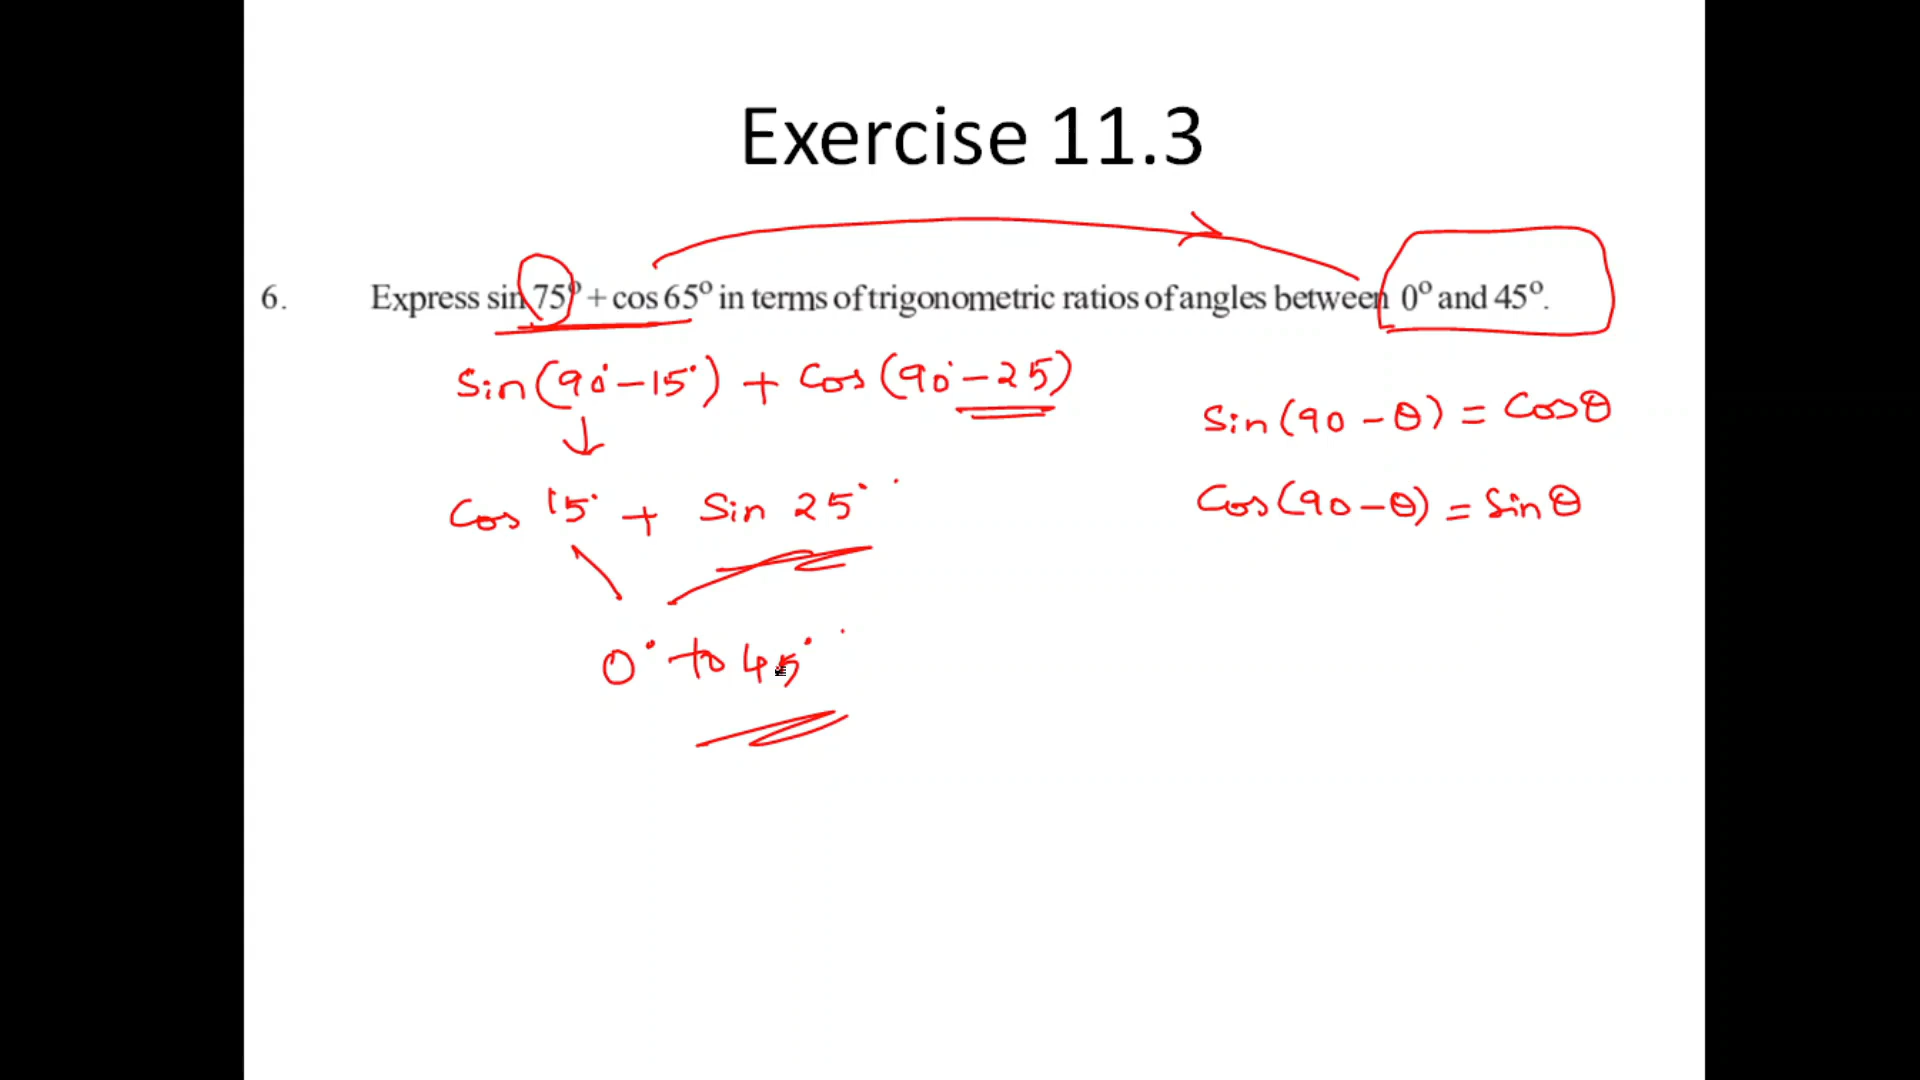 Exercise 11.3
6. Express sin 75° + cos 65° in terms of trigonometric ratios of angles between 0° and 45°.
Sin(90°-15°) + Cos(90°-25)
Sin(90-θ) = Cosθ
Cos 15° + Sin 25°
Cos(90-θ) = Sinθ
0° to 45°